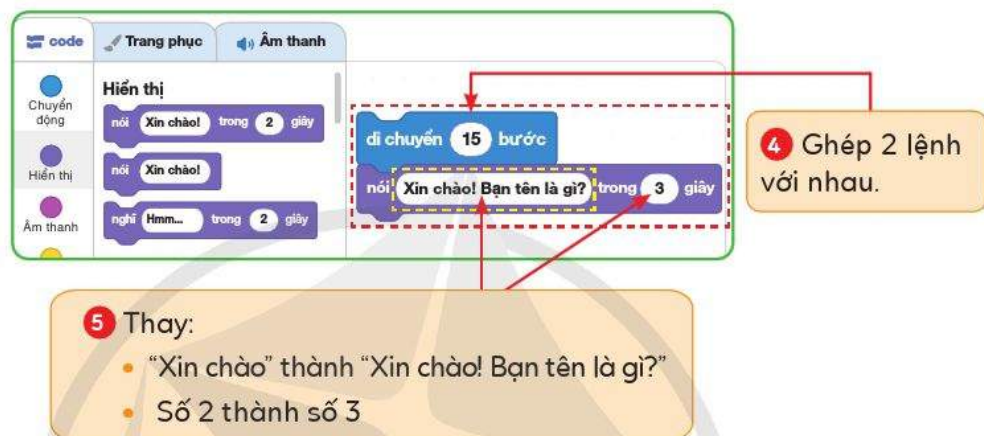 code Trang phục Âm thanh
Chuyển động
Hiển thị
Âm thanh
Hiển thị
nói Xin chào! trong 2 giây
nói Xin chào!
nghĩ Hmm... trong 2 giây
di chuyển 15 bước
nói Xin chào! Bạn tên là gì? trong 3 giây
4 Ghép 2 lệnh
với nhau.
5 Thay:
• “Xin chào” thành “Xin chào! Bạn tên là gì?”
• Số 2 thành số 3